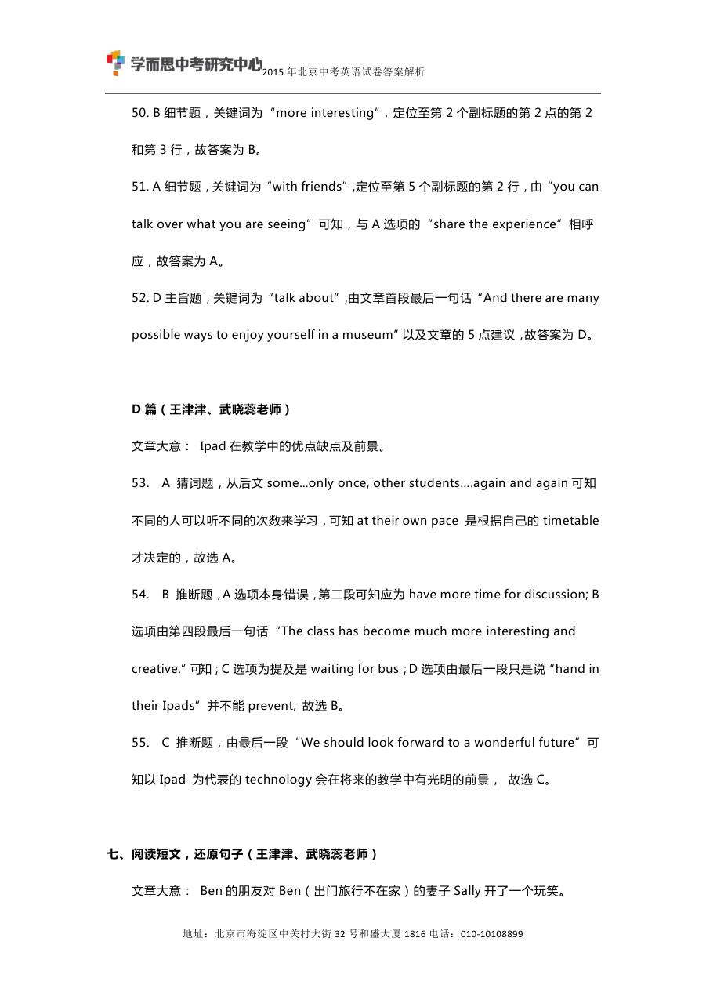 学而思中考研究中心 2015 年北京中考英语试卷答案解析
50. B 细节题，关键词为“more interesting”，定位至第 2 个副标题的第 2 点的第 2
和第 3 行，故答案为 B。
51. A 细节题，关键词为“with friends”，定位至第 5 个副标题的第 2 行，由“you can
talk over what you are seeing”可知，与 A 选项的“share the experience”相呼
应，故答案为 A。
52. D 主旨题，关键词为“talk about”，由文章首段最后一句话“And there are many
possible ways to enjoy yourself in a museum”以及文章的 5 点建议，故答案为 D。
D 篇（王津津、武晓蕊老师）
文章大意： Ipad 在教学中的优点缺点及前景。
53. A 猜词题，从后文 some...only once, other students....again and again 可知
不同的人可以听不同的次数来学习，可知 at their own pace 是根据自己的 timetable
才决定的，故选 A。
54. B 推断题，A 选项本身错误，第二段可知应为 have more time for discussion; B
选项由第四段最后一句话“The class has become much more interesting and
creative.”可知；C 选项为提及是 waiting for bus；D 选项由最后一段只是说“hand in
their Ipads”并不能 prevent, 故选 B。
55. C 推断题，由最后一段“We should look forward to a wonderful future”可
知以 Ipad 为代表的 technology 会在将来的教学中有光明的前景， 故选 C。
七、阅读短文，还原句子（王津津、武晓蕊老师）
文章大意： Ben 的朋友对 Ben（出门旅行不在家）的妻子 Sally 开了一个玩笑。
地址：北京市海淀区中关村大街 32 号和盛大厦 1816 电话：010-10108899